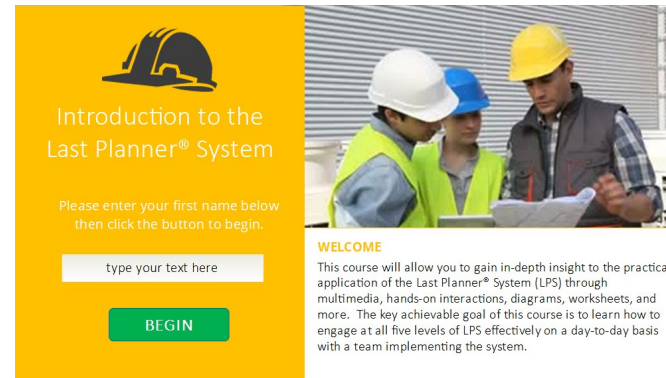 Introduction to the
Last Planner® System
Please enter your first name below
then click the button to begin.
type your text here
BEGIN
WELCOME
This course will allow you to gain in-depth insight to the practica
application of the Last Planner® System (LPS) through
multimedia, hands-on interactions, diagrams, worksheets, and
more. The key achievable goal of this course is to learn how to
engage at all five levels of LPS effectively on a day-to-day basis
with a team implementing the system.